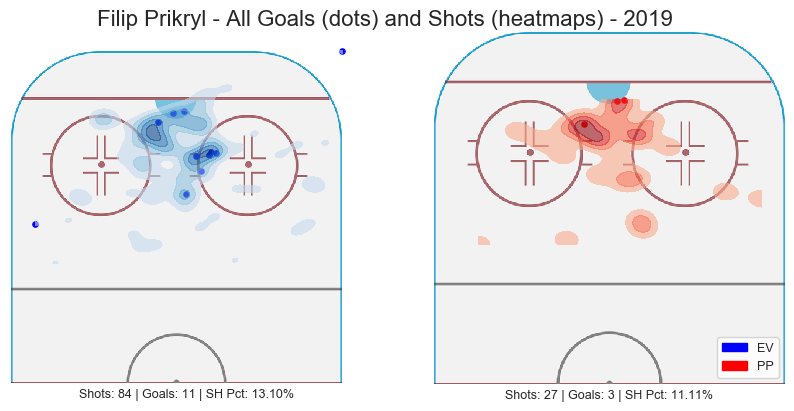 Filip Prikryl - All Goals (dots) and Shots (heatmaps) - 2019
EV
PP
Shots: 84 | Goals: 11 | SH Pct: 13.10%
Shots: 27 | Goals: 3 | SH Pct: 11.11%